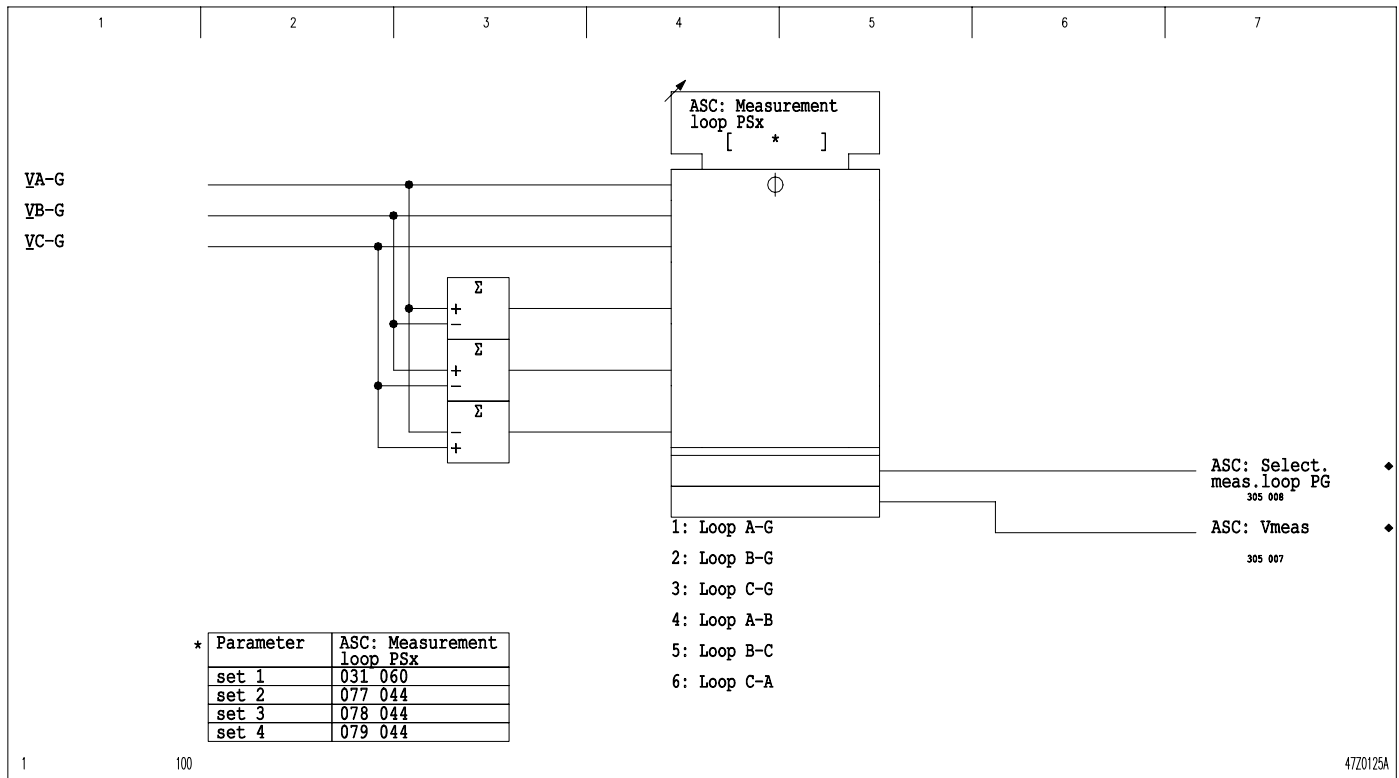 1 2 3 4 5 6 7
ASC: Measurement
loop PSx
[ * ]
VA-G
VB-G
VC-G
Σ
+
−
Σ
+
−
Σ
−
+
ASC: Select.
meas.loop PG
305 008
ASC: Vmeas
305 007
1: Loop A-G
2: Loop B-G
3: Loop C-G
4: Loop A-B
5: Loop B-C
6: Loop C-A
* Parameter ASC: Measurement
loop PSx
set 1 031 060
set 2 077 044
set 3 078 044
set 4 079 044
1 100 47Z0125A